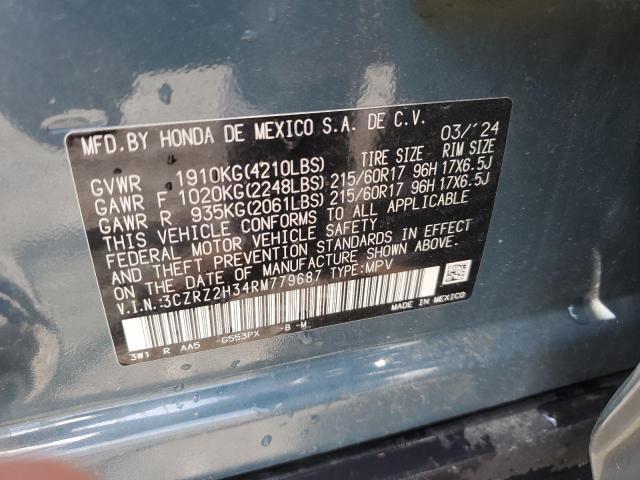 MFD. BY HONDA DE MEXICO S.A. DE C.V. 03/'24
GVWR 1910KG(4210LBS) TIRE SIZE RIM SIZE
GAWR F 1020KG(2248LBS) 215/60R17 96H 17X6.5J
GAWR R 935KG(2061LBS) 215/60R17 96H 17X6.5J
THIS VEHICLE CONFORMS TO ALL APPLICABLE
FEDERAL MOTOR VEHICLE SAFETY, BUMPER,
AND THEFT PREVENTION STANDARDS IN EFFECT
ON THE DATE OF MANUFACTURE SHOWN ABOVE.
V.I.N.:3CZRZ2H34RM779687 TYPE:MPV
3W1 R AA5 -G553PX -B -M- MADE IN MEXICO